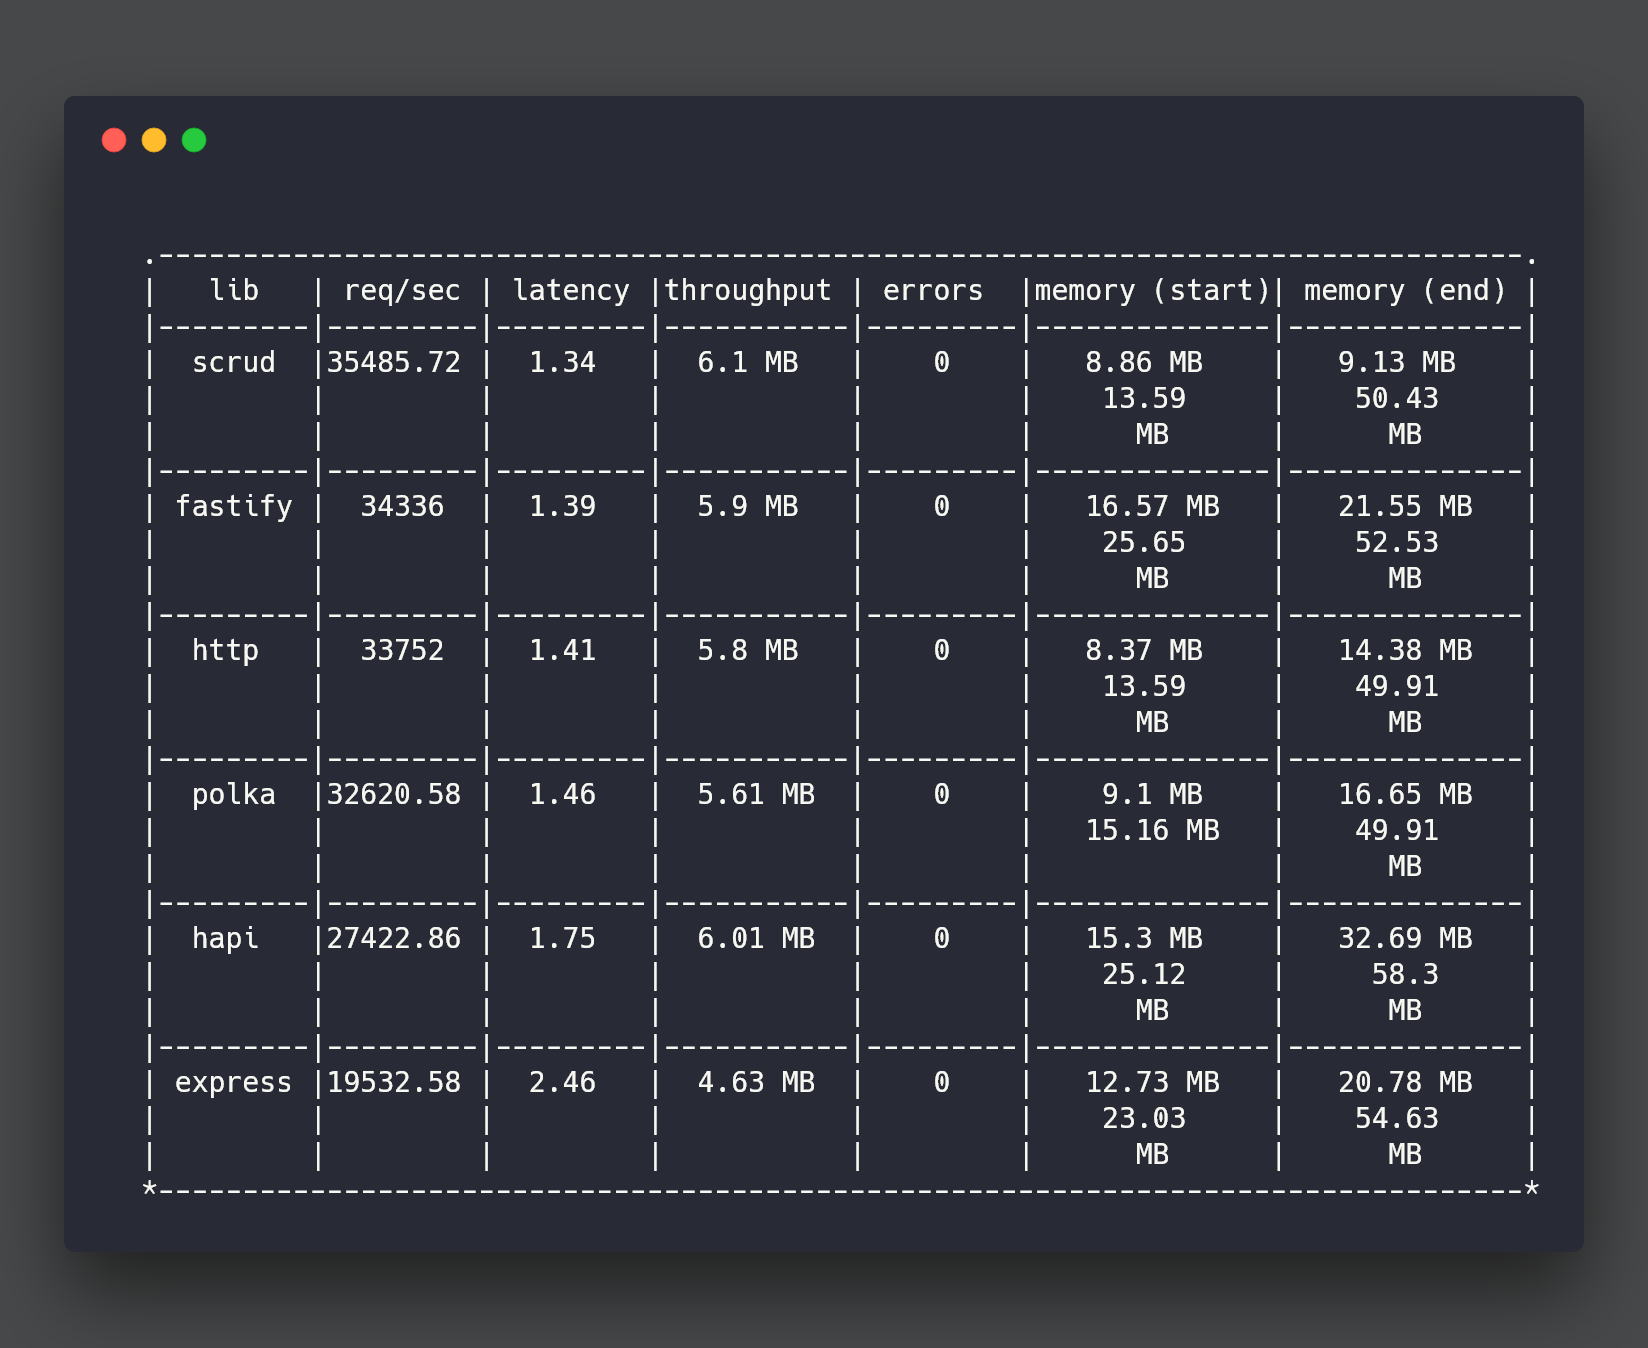 .---------------------------------------------------------------------------------.
|   lib   | req/sec | latency |throughput | errors  |memory (start)| memory (end) |
|---------|---------|---------|-----------|---------|--------------|--------------|
|  scrud  |35485.72 |  1.34   |  6.1 MB   |    0    |   8.86 MB    |   9.13 MB    |
|         |         |         |           |         |    13.59     |    50.43     |
|         |         |         |           |         |      MB      |      MB      |
|---------|---------|---------|-----------|---------|--------------|--------------|
| fastify |  34336  |  1.39   |  5.9 MB   |    0    |   16.57 MB   |   21.55 MB   |
|         |         |         |           |         |    25.65     |    52.53     |
|         |         |         |           |         |      MB      |      MB      |
|---------|---------|---------|-----------|---------|--------------|--------------|
|  http   |  33752  |  1.41   |  5.8 MB   |    0    |   8.37 MB    |   14.38 MB   |
|         |         |         |           |         |    13.59     |    49.91     |
|         |         |         |           |         |      MB      |      MB      |
|---------|---------|---------|-----------|---------|--------------|--------------|
|  polka  |32620.58 |  1.46   |  5.61 MB  |    0    |    9.1 MB    |   16.65 MB   |
|         |         |         |           |         |   15.16 MB   |    49.91     |
|         |         |         |           |         |              |      MB      |
|---------|---------|---------|-----------|---------|--------------|--------------|
|  hapi   |27422.86 |  1.75   |  6.01 MB  |    0    |   15.3 MB    |   32.69 MB   |
|         |         |         |           |         |    25.12     |     58.3     |
|         |         |         |           |         |      MB      |      MB      |
|---------|---------|---------|-----------|---------|--------------|--------------|
| express |19532.58 |  2.46   |  4.63 MB  |    0    |   12.73 MB   |   20.78 MB   |
|         |         |         |           |         |    23.03     |    54.63     |
|         |         |         |           |         |      MB      |      MB      |
*---------------------------------------------------------------------------------*